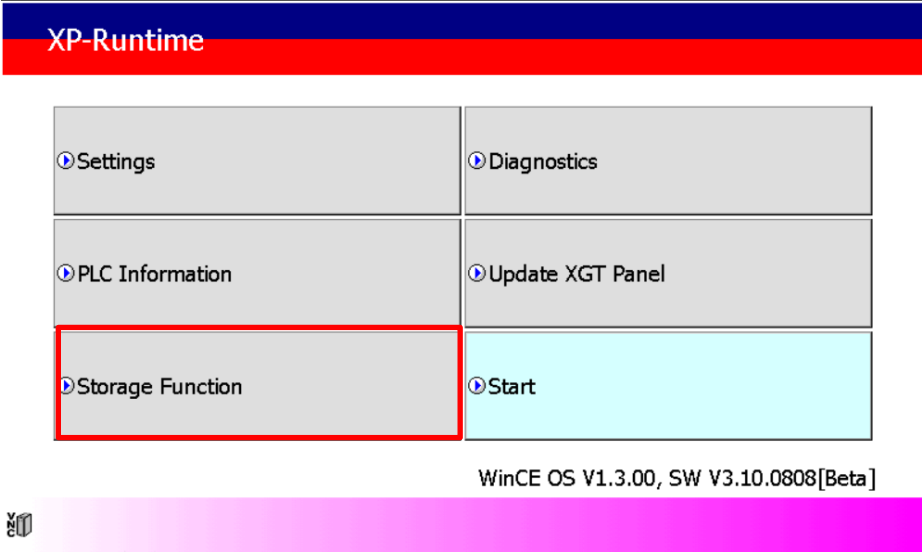 XP-Runtime
Settings
Diagnostics
PLC Information
Update XGT Panel
Storage Function
Start
WinCE OS V1.3.00, SW V3.10.0808[Beta]
VNC